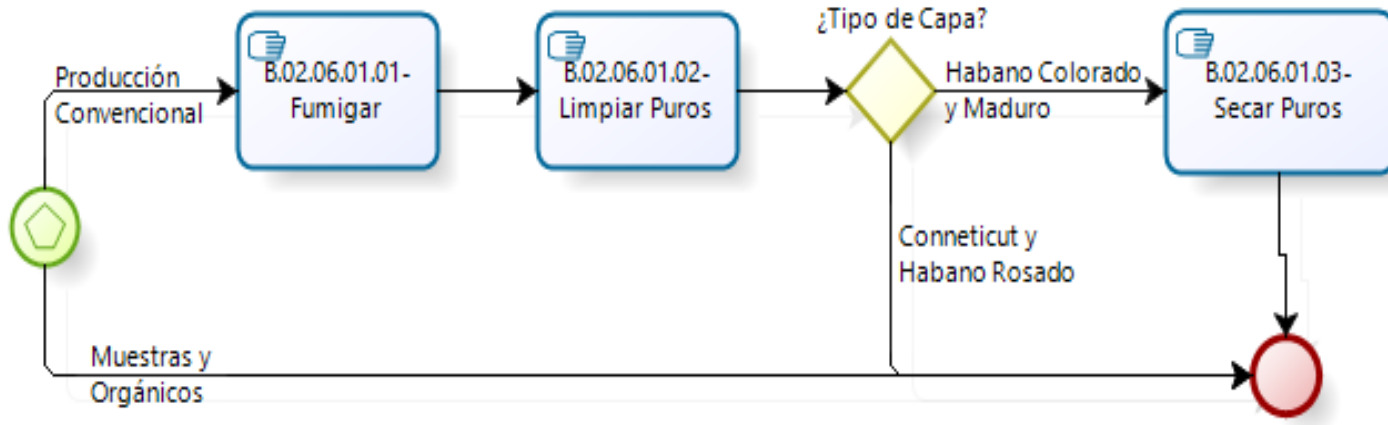 Producción
Convencional
B.02.06.01.01-
Fumigar
B.02.06.01.02-
Limpiar Puros
¿Tipo de Capa?
Habano Colorado
y Maduro
B.02.06.01.03-
Secar Puros
Conneticut y
Habano Rosado
Muestras y
Orgánicos